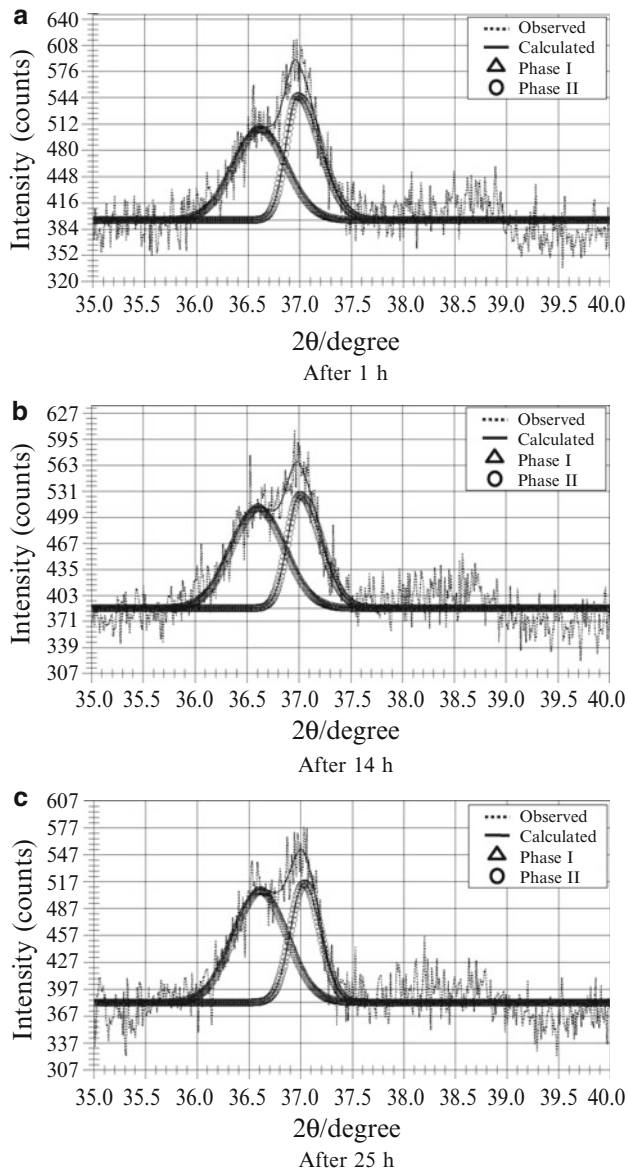 a
640
608
576
544
512
480
448
416
384
352
320
Intensity (counts)
Observed
Calculated
Phase I
Phase II
35.0 35.5 36.0 36.5 37.0 37.5 38.0 38.5 39.0 39.5 40.0
2θ/degree
After 1 h
b
627
595
563
531
499
467
435
403
371
339
307
Intensity (counts)
Observed
Calculated
Phase I
Phase II
35.0 35.5 36.0 36.5 37.0 37.5 38.0 38.5 39.0 39.5 40.0
2θ/degree
After 14 h
c
607
577
547
517
487
457
427
397
367
337
307
Intensity (counts)
Observed
Calculated
Phase I
Phase II
35.0 35.5 36.0 36.5 37.0 37.5 38.0 38.5 39.0 39.5 40.0
2θ/degree
After 25 h